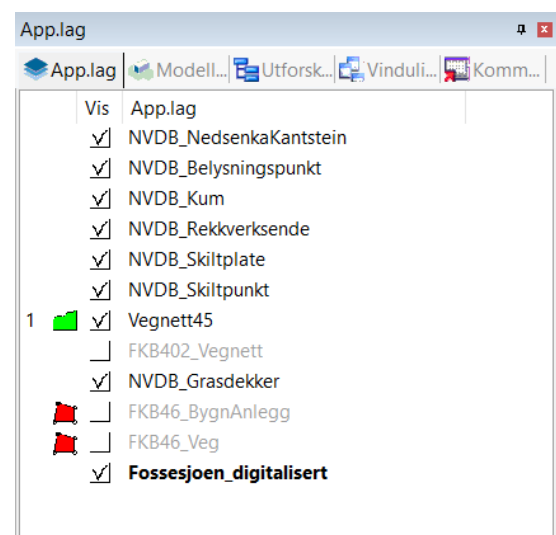 App.lag
App.lag Modell... Utforsk... Vinduli... Komm...
Vis App.lag
NVDB_NedsenkaKantstein
NVDB_Belysningspunkt
NVDB_Kum
NVDB_Rekkverksende
NVDB_Skiltplate
NVDB_Skiltpunkt
1 Vegnett45
FKB402_Vegnett
NVDB_Grasdekker
FKB46_BygnAnlegg
FKB46_Veg
Fossesjoen_digitalisert